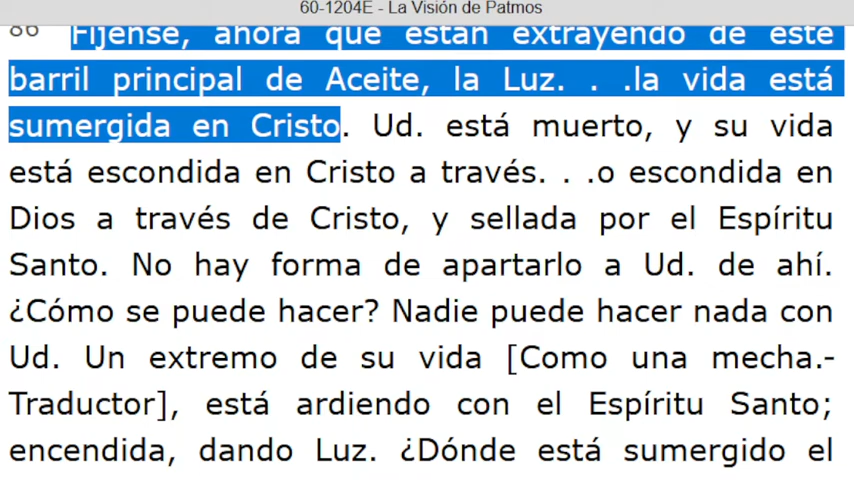 60-1204E - La Visión de Patmos
86 Fíjense, ahora que están extrayendo de este
barril principal de Aceite, la Luz. . .la vida está
sumergida en Cristo. Ud. está muerto, y su vida
está escondida en Cristo a través. . .o escondida en
Dios a través de Cristo, y sellada por el Espíritu
Santo. No hay forma de apartarlo a Ud. de ahí.
¿Cómo se puede hacer? Nadie puede hacer nada con
Ud. Un extremo de su vida [Como una mecha.-
Traductor], está ardiendo con el Espíritu Santo;
encendida, dando Luz. ¿Dónde está sumergido el